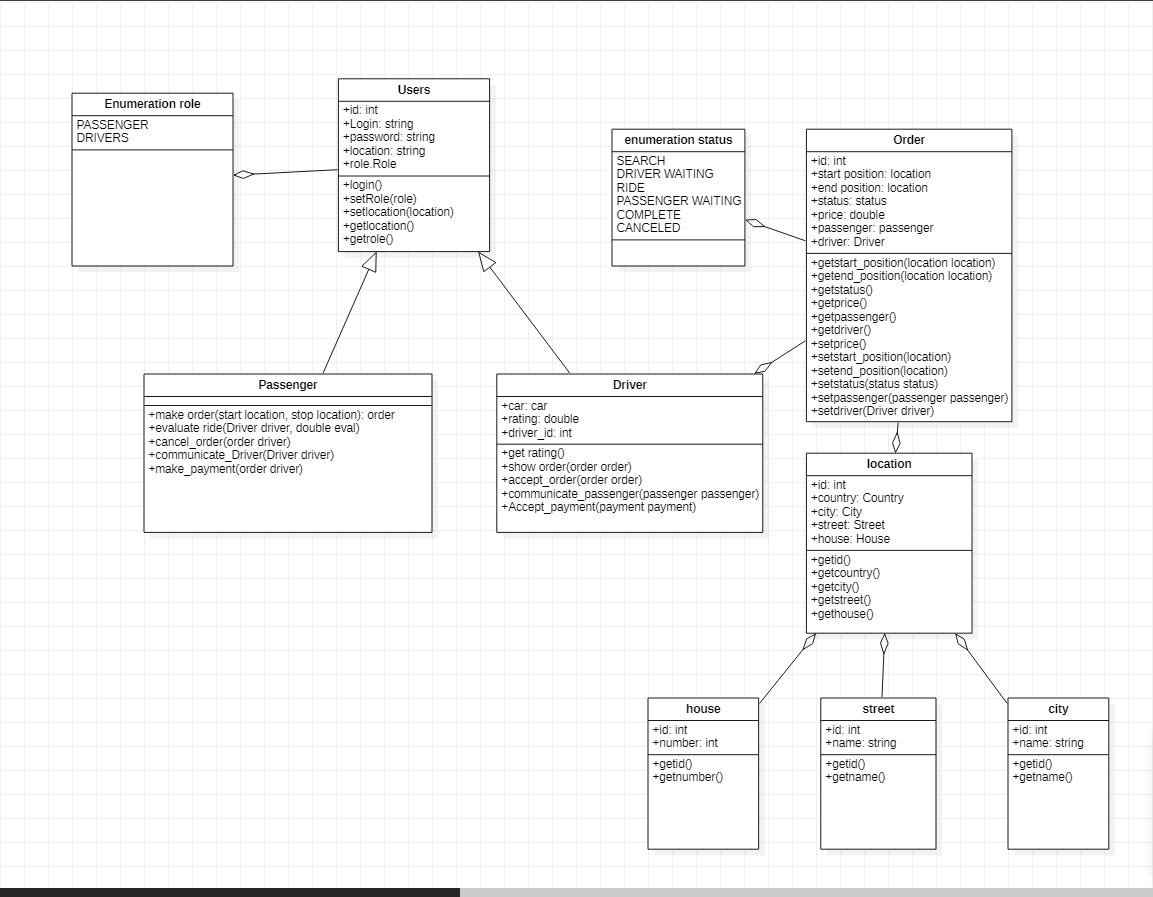 Enumeration role
PASSENGER
DRIVERS
Users
+id: int
+Login: string
+password: string
+location: string
+role.Role
+login()
+setRole(role)
+setlocation(location)
+getlocation()
+getrole()
enumeration status
SEARCH
DRIVER WAITING
RIDE
PASSENGER WAITING
COMPLETE
CANCELED
Order
+id: int
+start position: location
+end position: location
+status: status
+price: double
+passenger: passenger
+driver: Driver
+getstart_position(location location)
+getend_position(location location)
+getstatus()
+getprice()
+getpassenger()
+getdriver()
+setprice()
+setstart_position(location)
+setend_position(location)
+setstatus(status status)
+setpassenger(passenger passenger)
+setdriver(Driver driver)
Passenger
+make order(start location, stop location): order
+evaluate ride(Driver driver, double eval)
+cancel_order(order driver)
+communicate_Driver(Driver driver)
+make_payment(order driver)
Driver
+car: car
+rating: double
+driver_id: int
+get rating()
+show order(order order)
+accept_order(order order)
+communicate_passenger(passenger passenger)
+Accept_payment(payment payment)
location
+id: int
+country: Country
+city: City
+street: Street
+house: House
+getid()
+getcountry()
+getcity()
+getstreet()
+gethouse()
house
+id: int
+number: int
+getid()
+getnumber()
street
+id: int
+name: string
+getid()
+getname()
city
+id: int
+name: string
+getid()
+getname()